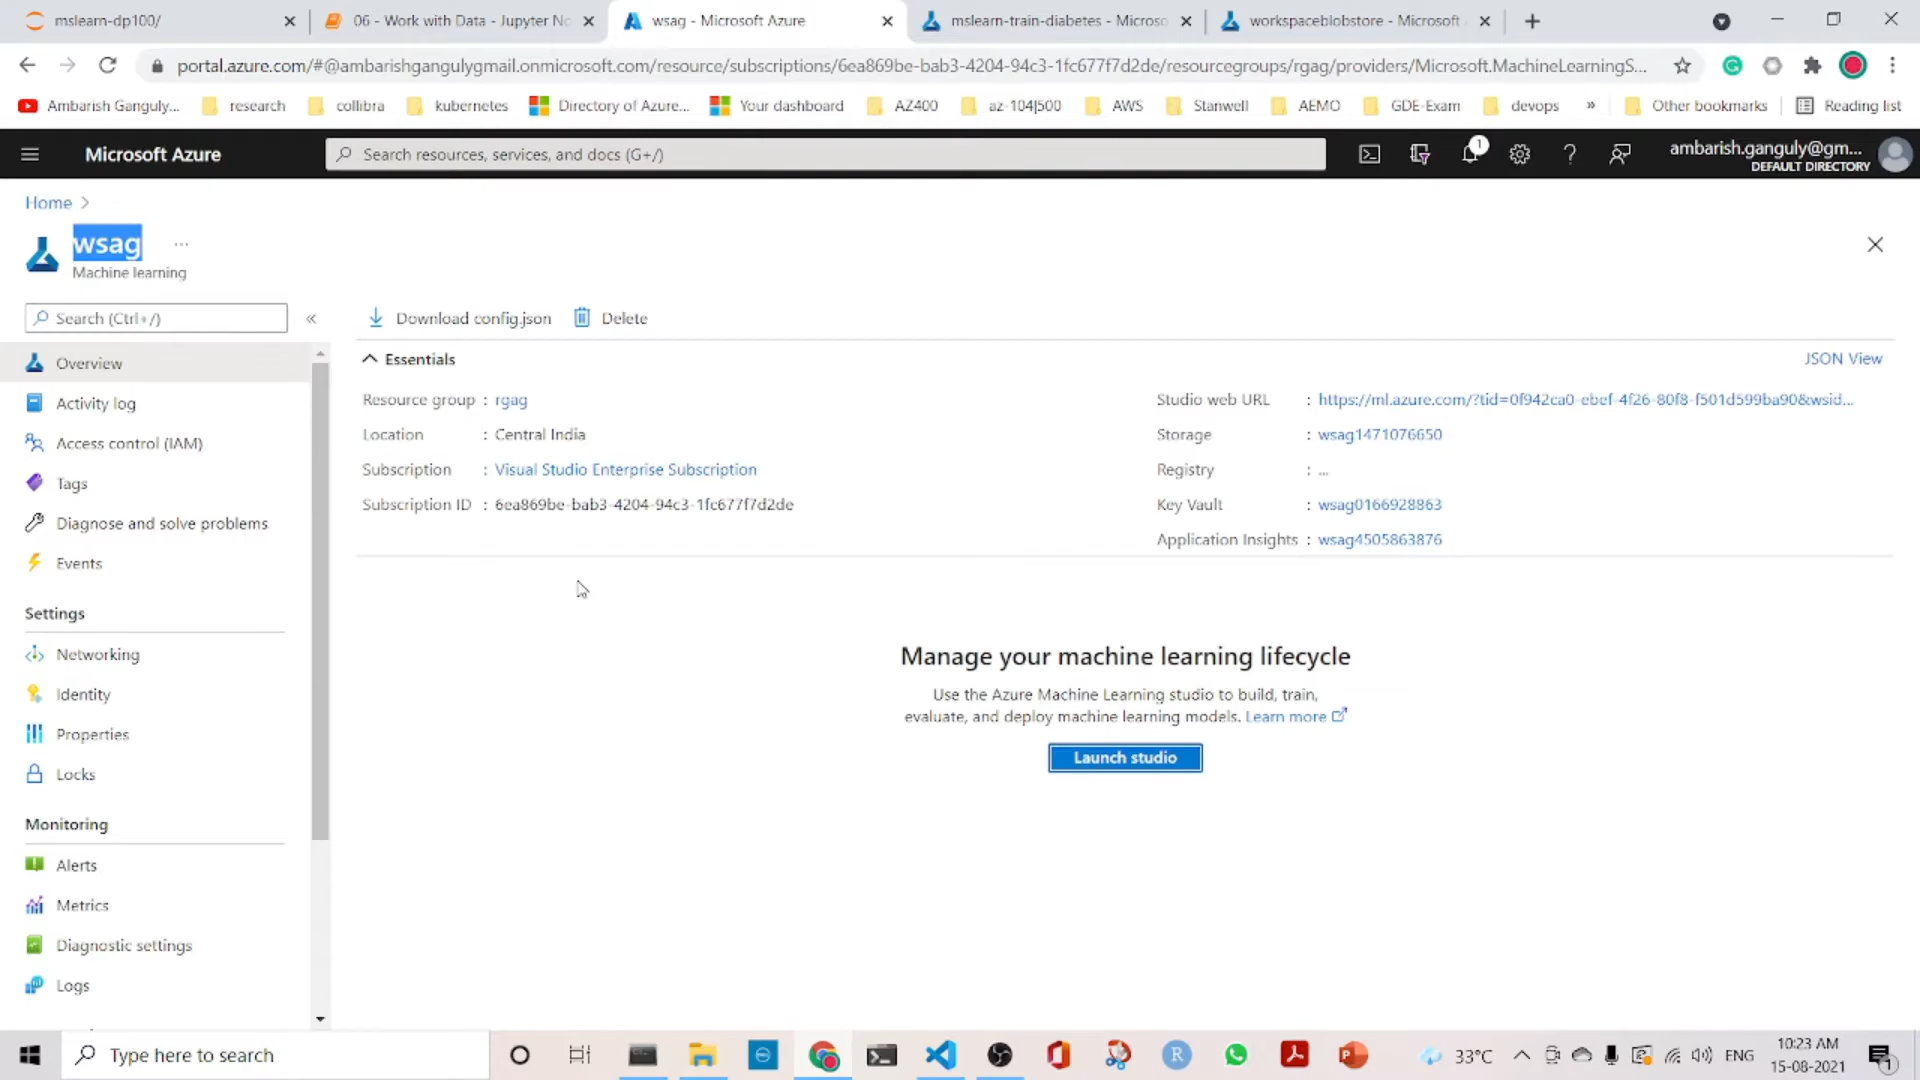 mslearn-dp100/
06 - Work with Data - Jupyter No
wsag - Microsoft Azure
mslearn-train-diabetes - Microso
workspaceblobstore - Microsoft
portal.azure.com/#@ambarishgangulygmail.onmicrosoft.com/resource/subscriptions/6ea869be-bab3-4204-94c3-1fc677f7d2de/resourcegroups/rgag/providers/Microsoft.MachineLearningS...
Ambarish Ganguly...
research
collibra
kubernetes
Directory of Azure...
Your dashboard
AZ400
az-104|500
AWS
Stanwell
AEMO
GDE-Exam
devops
»
Other bookmarks
Reading list
Microsoft Azure
Search resources, services, and docs (G+/)
1
ambarish.ganguly@gm...
DEFAULT DIRECTORY
Home >
wsag ...
Machine learning
Search (Ctrl+/) «
Download config.json
Delete
Overview
Activity log
Access control (IAM)
Tags
Diagnose and solve problems
Events
Settings
Networking
Identity
Properties
Locks
Monitoring
Alerts
Metrics
Diagnostic settings
Logs
Essentials
JSON View
Resource group : rgag
Location : Central India
Subscription : Visual Studio Enterprise Subscription
Subscription ID : 6ea869be-bab3-4204-94c3-1fc677f7d2de
Studio web URL : https://ml.azure.com/?tid=0f942ca0-ebef-4f26-80f8-f501d599ba90&wsid...
Storage : wsag1471076650
Registry : ...
Key Vault : wsag0166928863
Application Insights : wsag4505863876
Manage your machine learning lifecycle
Use the Azure Machine Learning studio to build, train,
evaluate, and deploy machine learning models. Learn more
Launch studio
Type here to search
33°C
ENG
10:23 AM
15-08-2021
1